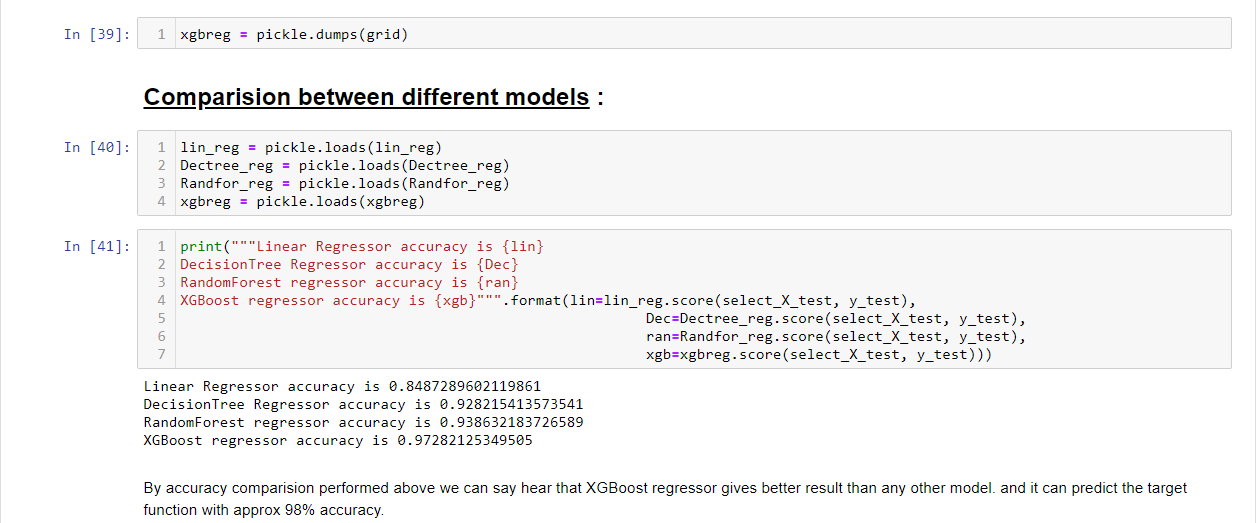 In [39]: 1 xgbreg = pickle.dumps(grid)
Comparision between different models :
In [40]: 1 lin_reg = pickle.loads(lin_reg)
2 Dectree_reg = pickle.loads(Dectree_reg)
3 Randfor_reg = pickle.loads(Randfor_reg)
4 xgbreg = pickle.loads(xgbreg)
In [41]: 1 print("""Linear Regressor accuracy is {lin}
2 DecisionTree Regressor accuracy is {Dec}
3 RandomForest regressor accuracy is {ran}
4 XGBoost regressor accuracy is {xgb}""".format(lin=lin_reg.score(select_X_test, y_test),
5 Dec=Dectree_reg.score(select_X_test, y_test),
6 ran=Randfor_reg.score(select_X_test, y_test),
7 xgb=xgbreg.score(select_X_test, y_test)))
Linear Regressor accuracy is 0.8487289602119861
DecisionTree Regressor accuracy is 0.928215413573541
RandomForest regressor accuracy is 0.938632183726589
XGBoost regressor accuracy is 0.97282125349505
By accuracy comparision performed above we can say hear that XGBoost regressor gives better result than any other model. and it can predict the target
function with approx 98% accuracy.